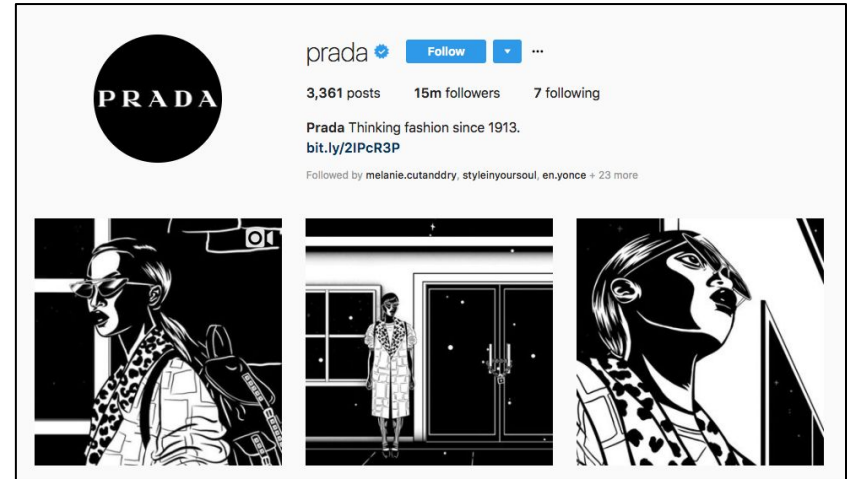 PRADA
prada Follow
3,361 posts 15m followers 7 following
Prada Thinking fashion since 1913.
bit.ly/2IPcR3P
Followed by melanie.cutanddry, styleinyoursoul, en.yonce + 23 more